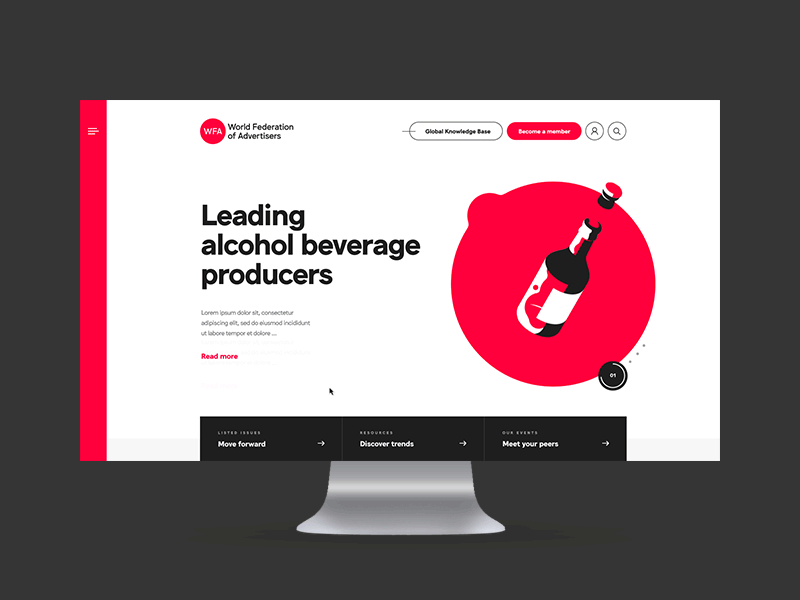 WFA
World Federation
of Advertisers
Global Knowledge Base
Become a member
Leading
alcohol beverage
producers
Lorem ipsum dolor sit, consectetur
adipiscing elit, sed do eiusmod incididunt
ut labore tempor et dolore ...
Read more
01
LISTED ISSUES
Move forward
RESOURCES
Discover trends
OUR EVENTS
Meet your peers